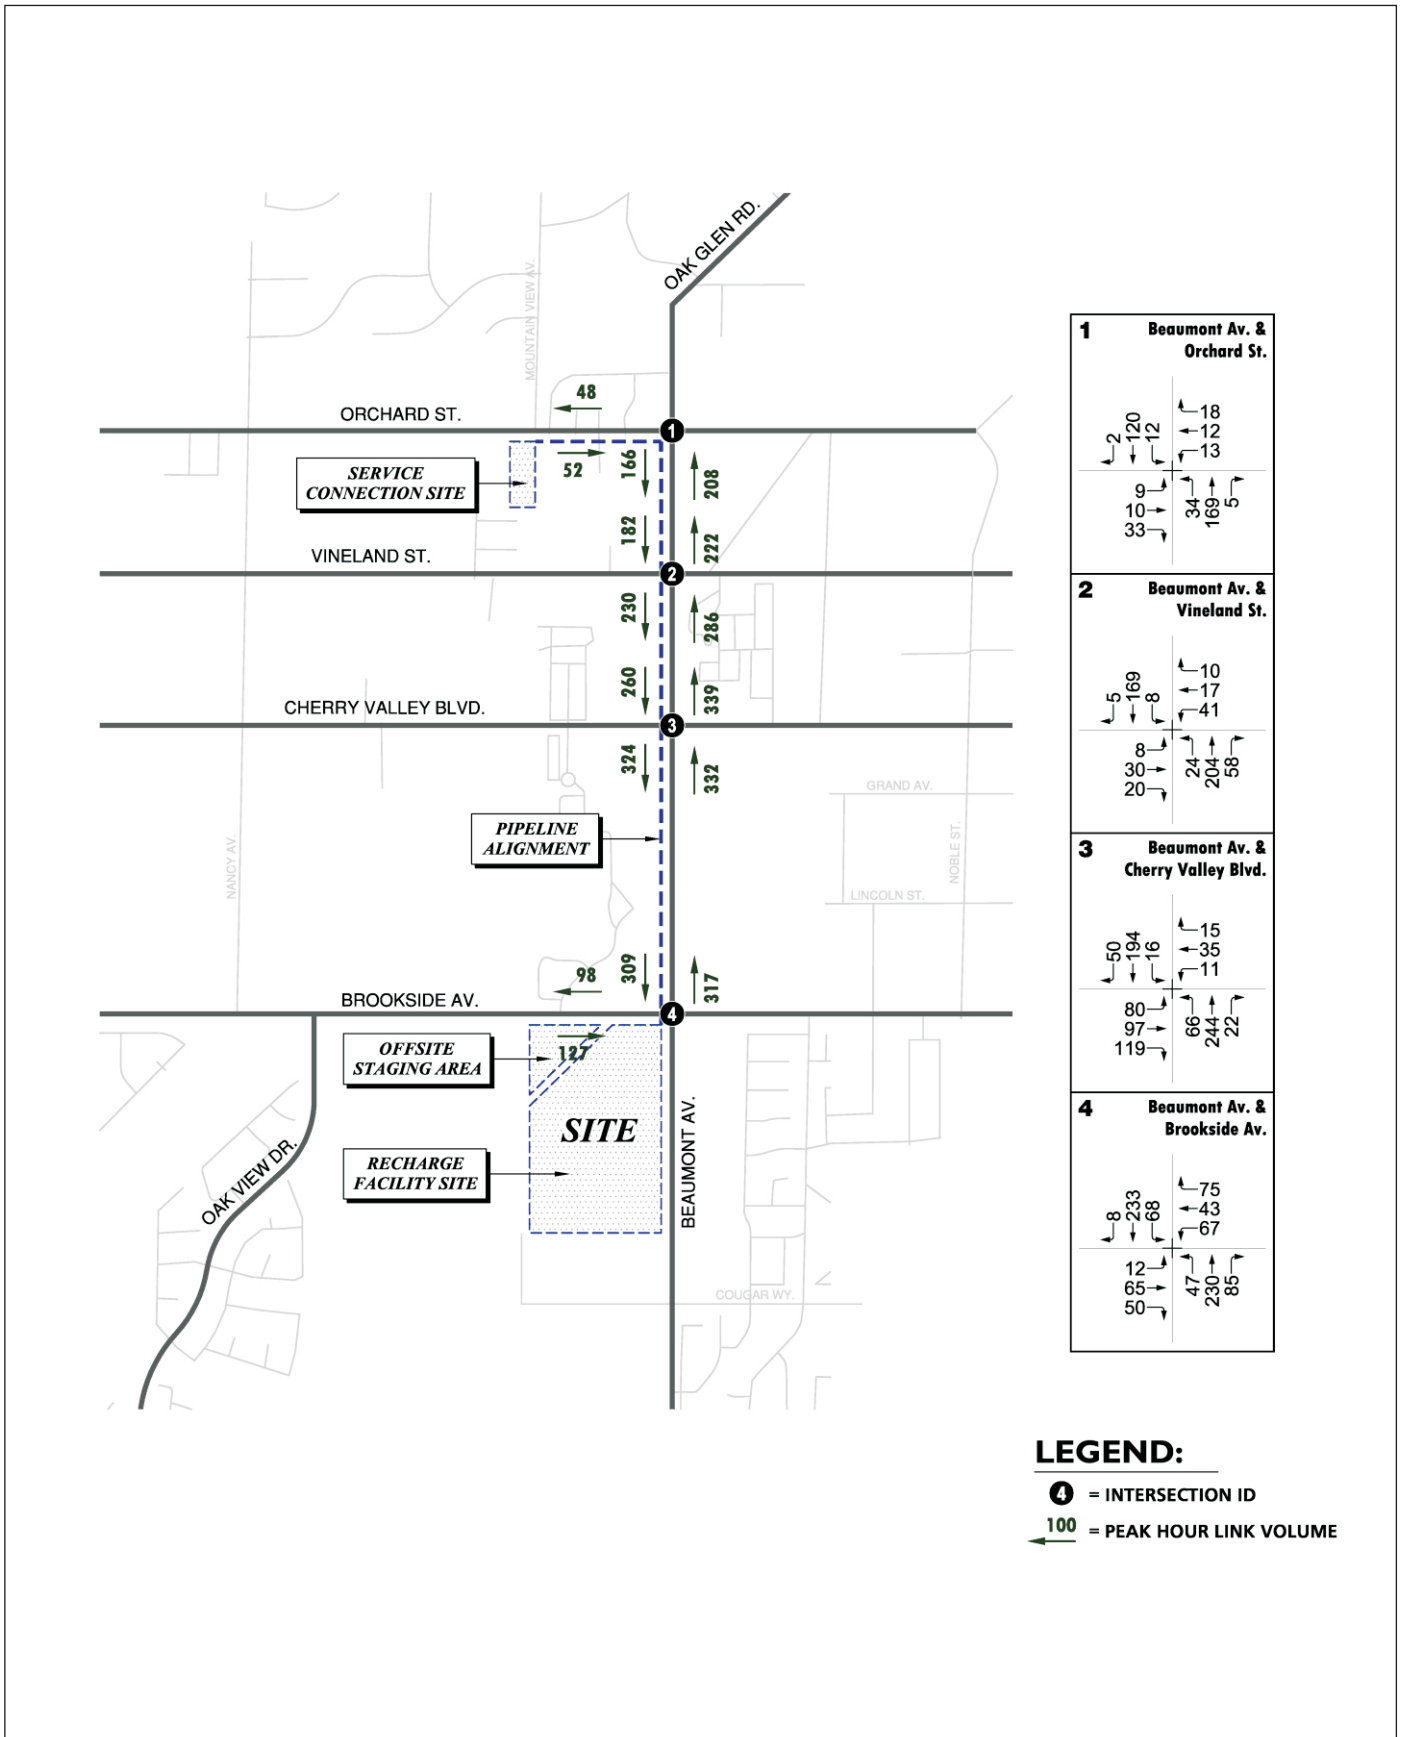 OAK GLEN RD.
MOUNTAIN VIEW AV.
48
ORCHARD ST.
1
52
166
208
SERVICE
CONNECTION SITE
182
222
VINELAND ST.
2
230
286
260
339
CHERRY VALLEY BLVD.
3
324
332
GRAND AV.
PIPELINE
ALIGNMENT
NANCY AV.
NOBLE ST.
LINCOLN ST.
98
309
317
BROOKSIDE AV.
4
127
OFFSITE
STAGING AREA
SITE
BEAUMONT AV.
RECHARGE
FACILITY SITE
OAK VIEW DR.
COUGAR WY.
1
Beaumont Av. &
Orchard St.
2
120
12
18
12
13
9
10
33
34
169
5
2
Beaumont Av. &
Vineland St.
5
169
8
10
17
41
8
30
20
24
204
58
3
Beaumont Av. &
Cherry Valley Blvd.
50
194
16
15
35
11
80
97
119
66
244
22
4
Beaumont Av. &
Brookside Av.
8
233
68
75
43
67
12
65
50
47
230
85
LEGEND:
4 = INTERSECTION ID
100 = PEAK HOUR LINK VOLUME